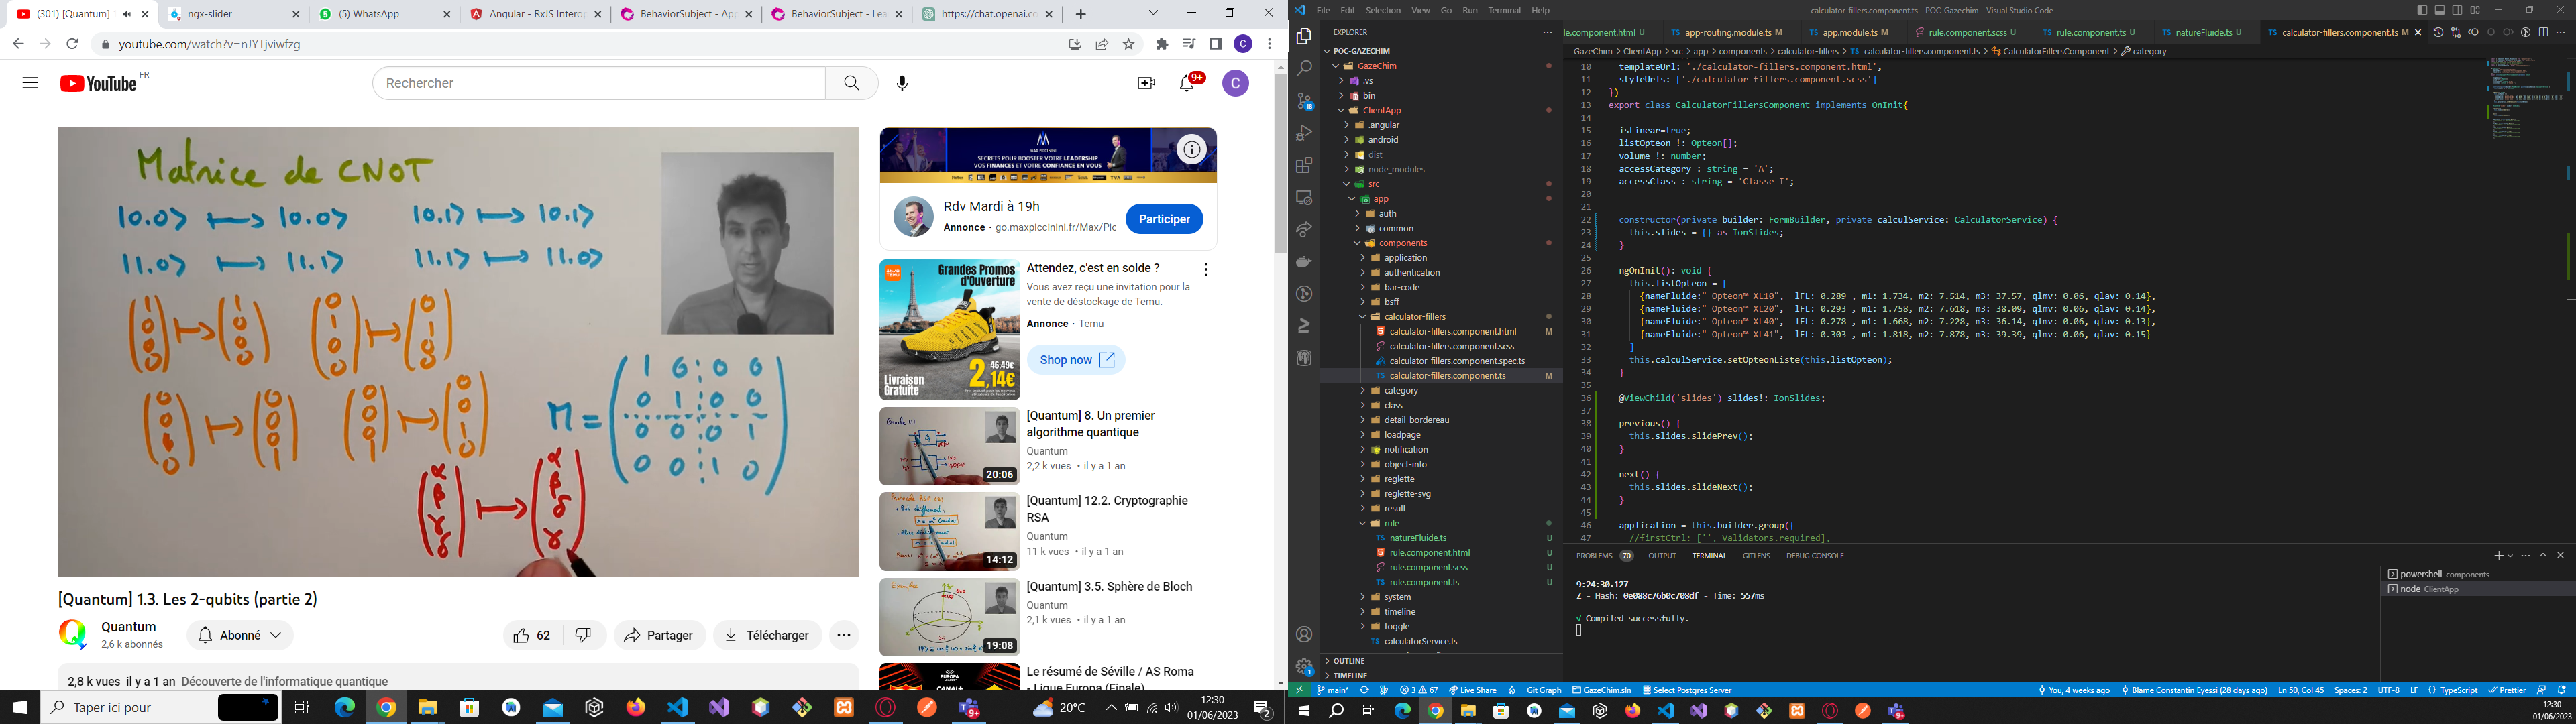 (301) [Quantum]
ngx-slider
(5) WhatsApp
Angular - RxJS Interop
BehaviorSubject - App
BehaviorSubject - Lea
https://chat.openai.co
youtube.com/watch?v=nJYTjviwfzg
YouTube FR
Rechercher
9+
C
Matrice de CNOT
|0.0> ↦ |0.0> |0.1> ↦ |0.1>
|1.0> ↦ |1.1> |1.1> ↦ |1.0>
M =
1 0 0 0
0 1 0 0
0 0 0 1
0 0 1 0
SECRETS POUR BOOSTER VOTRE LEADERSHIP
VOS FINANCES ET VOTRE CONFIANCE EN VOUS
Rdv Mardi à 19h
Annonce · go.maxpiccinini.fr/Max/Pic
Participer
Grandes Promos
d'Ouverture
46,49€
2,14€
Livraison
Gratuite
Attendez, c'est en solde ?
Vous avez reçu une invitation pour la
vente de déstockage de Temu.
Annonce · Temu
Shop now
[Quantum] 8. Un premier
algorithme quantique
Quantum
2,2 k vues • il y a 1 an
20:06
[Quantum] 12.2. Cryptographie
RSA
Quantum
11 k vues • il y a 1 an
14:12
[Quantum] 3.5. Sphère de Bloch
Quantum
2,1 k vues • il y a 1 an
19:08
Le résumé de Séville / AS Roma
- Ligue Europa (Finale)
[Quantum] 1.3. Les 2-qubits (partie 2)
Quantum
2,6 k abonnés
Abonné
62
Partager
Télécharger
2,8 k vues il y a 1 an Découverte de l'informatique quantique
Taper ici pour
20°C
12:30
01/06/2023
2
File Edit Selection View Go Run Terminal Help
calculator-fillers.component.ts - POC-Gazechim - Visual Studio Code
EXPLORER
POC-GAZECHIM
GazeChim
.vs
bin
ClientApp
.angular
android
dist
node_modules
src
app
auth
common
components
application
authentication
bar-code
bsff
calculator-fillers
calculator-fillers.component.html M
calculator-fillers.component.scss
calculator-fillers.component.spec.ts
calculator-fillers.component.ts M
category
class
detail-bordereau
loadpage
notification
object-info
reglette
reglette-svg
result
rule
natureFluide.ts U
rule.component.html U
rule.component.scss U
rule.component.ts U
system
timeline
toggle
calculatorService.ts
OUTLINE
TIMELINE
le.component.html U
app-routing.module.ts M
app.module.ts M
rule.component.scss U
rule.component.ts U
natureFluide.ts U
calculator-fillers.component.ts M
GazeChim > ClientApp > src > app > components > calculator-fillers > calculator-fillers.component.ts > CalculatorFillersComponent > category
10 templateUrl: './calculator-fillers.component.html',
11 styleUrls: ['./calculator-fillers.component.scss']
12 })
13 export class CalculatorFillersComponent implements OnInit{
14
15 isLinear=true;
16 listOpteon !: Opteon[];
17 volume !: number;
18 accessCategory : string = 'A';
19 accessClass : string = 'Classe I';
20
21
22 constructor(private builder: FormBuilder, private calculService: CalculatorService) {
23 this.slides = {} as IonSlides;
24 }
25
26 ngOnInit(): void {
27 this.listOpteon = [
28 {nameFluide:" Opteon™ XL10", lFL: 0.289 , m1: 1.734, m2: 7.514, m3: 37.57, qlmv: 0.06, qlav: 0.14},
29 {nameFluide:" Opteon™ XL20", lFL: 0.293 , m1: 1.758, m2: 7.618, m3: 38.09, qlmv: 0.06, qlav: 0.14},
30 {nameFluide:" Opteon™ XL40", lFL: 0.278 , m1: 1.668, m2: 7.228, m3: 36.14, qlmv: 0.06, qlav: 0.13},
31 {nameFluide:" Opteon™ XL41", lFL: 0.303 , m1: 1.818, m2: 7.878, m3: 39.39, qlmv: 0.06, qlav: 0.15}
32 ]
33 this.calculService.setOpteonListe(this.listOpteon);
34 }
35
36 @ViewChild('slides') slides!: IonSlides;
37
38 previous() {
39 this.slides.slidePrev();
40 }
41
42 next() {
43 this.slides.slideNext();
44 }
45
46 application = this.builder.group({
47 //firstCtrl: ['', Validators.required],
PROBLEMS 70 OUTPUT TERMINAL GITLENS DEBUG CONSOLE
9:24:30.127
Z - Hash: 0e088c76b0c708df - Time: 557ms
√ Compiled successfully.
powershell components
node ClientApp
main* 3 67 Live Share Git Graph GazeChim.sln Select Postgres Server
You, 4 weeks ago Blame Constantin Eyessi (28 days ago) Ln 50, Col 45 Spaces: 2 UTF-8 LF TypeScript Prettier
12:30
01/06/2023